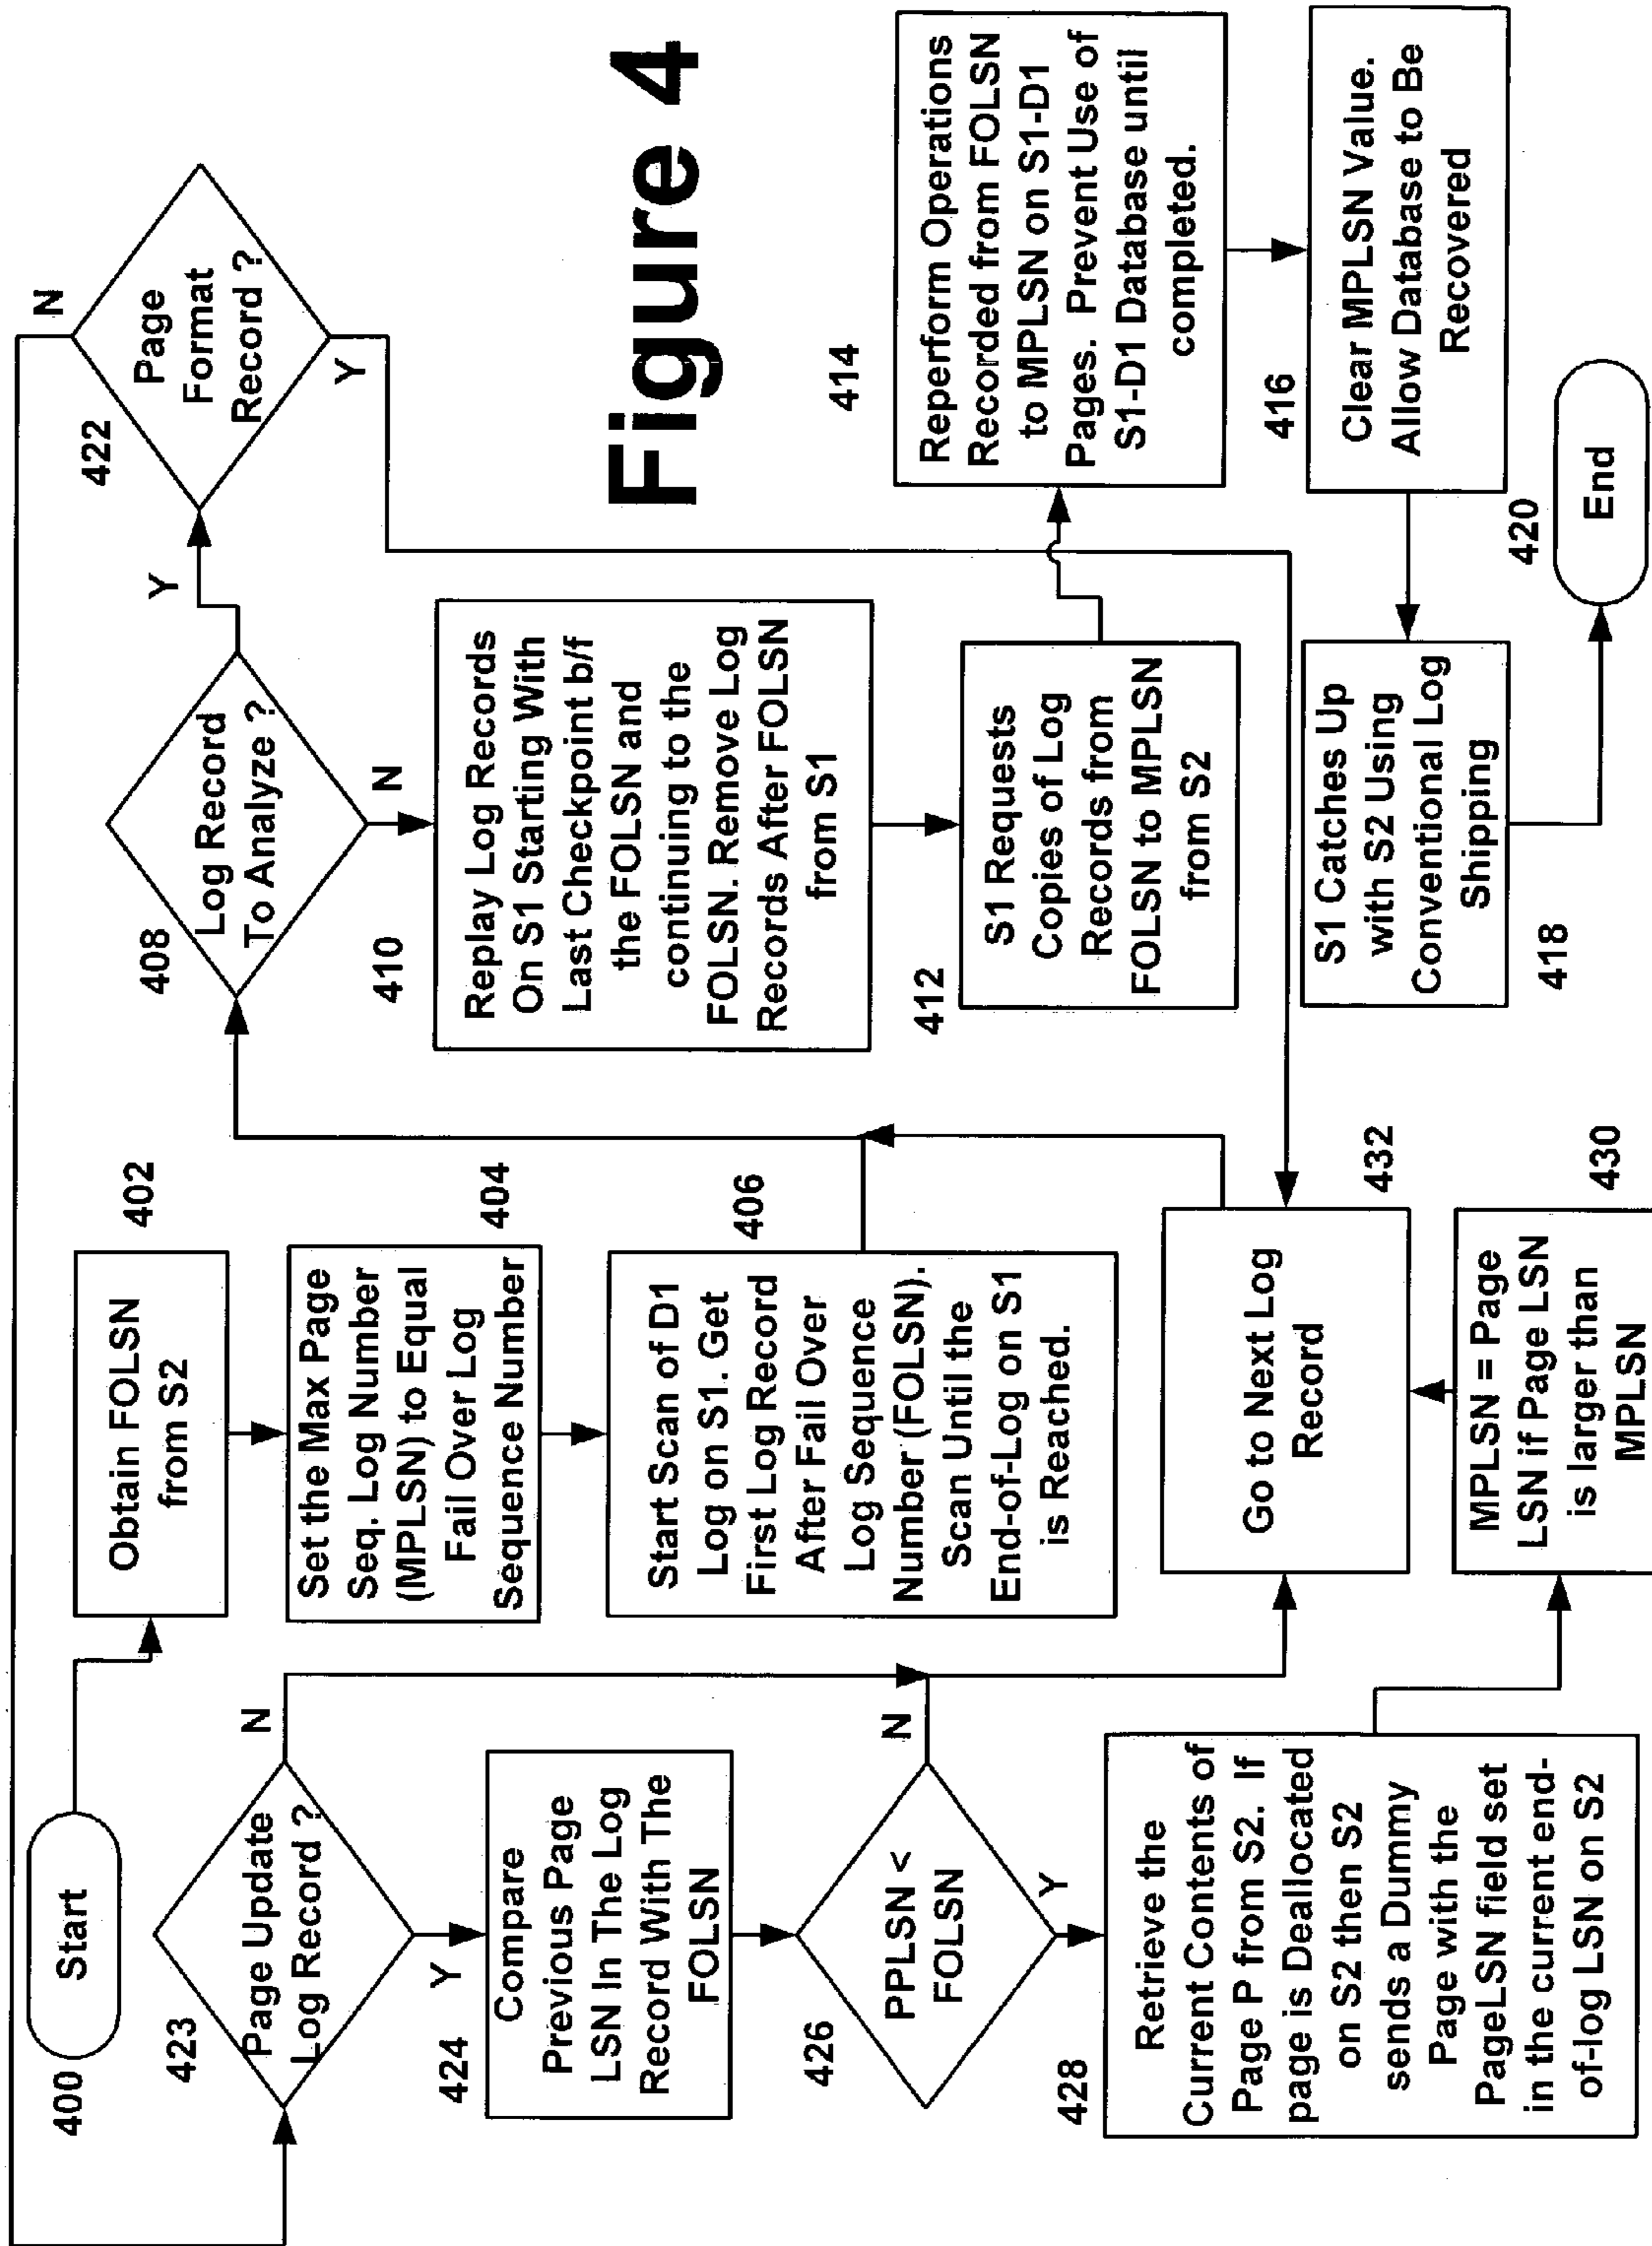 400
Start
402
Obtain FOLSN
from S2
404
Set the Max Page
Seq. Log Number
(MPLSN) to Equal
Fail Over Log
Sequence Number
406
Start Scan of D1
Log on S1. Get
First Log Record
After Fail Over
Log Sequence
Number (FOLSN).
Scan Until the
End-of-Log on S1
is Reached.
408
Log Record
To Analyze ?
Y
N
410
Replay Log Records
On S1 Starting With
Last Checkpoint b/f
the FOLSN and
continuing to the
FOLSN. Remove Log
Records After FOLSN
from S1
412
S1 Requests
Copies of Log
Records from
FOLSN to MPLSN
from S2
414
Reperform Operations
Recorded from FOLSN
to MPLSN on S1-D1
Pages. Prevent Use of
S1-D1 Database until
completed.
416
Clear MPLSN Value.
Allow Database to Be
Recovered
418
S1 Catches Up
with S2 Using
Conventional Log
Shipping
420
End
422
Page
Format
Record ?
N
Y
423
Page Update
Log Record ?
N
Y
424
Compare
Previous Page
LSN In The Log
Record With The
FOLSN
426
PPLSN <
FOLSN
N
Y
428
Retrieve the
Current Contents of
Page P from S2. If
page is Deallocated
on S2 then S2
sends a Dummy
Page with the
PageLSN field set
in the current end-
of-log LSN on S2
430
MPLSN = Page
LSN if Page LSN
is larger than
MPLSN
432
Go to Next Log
Record
Figure 4